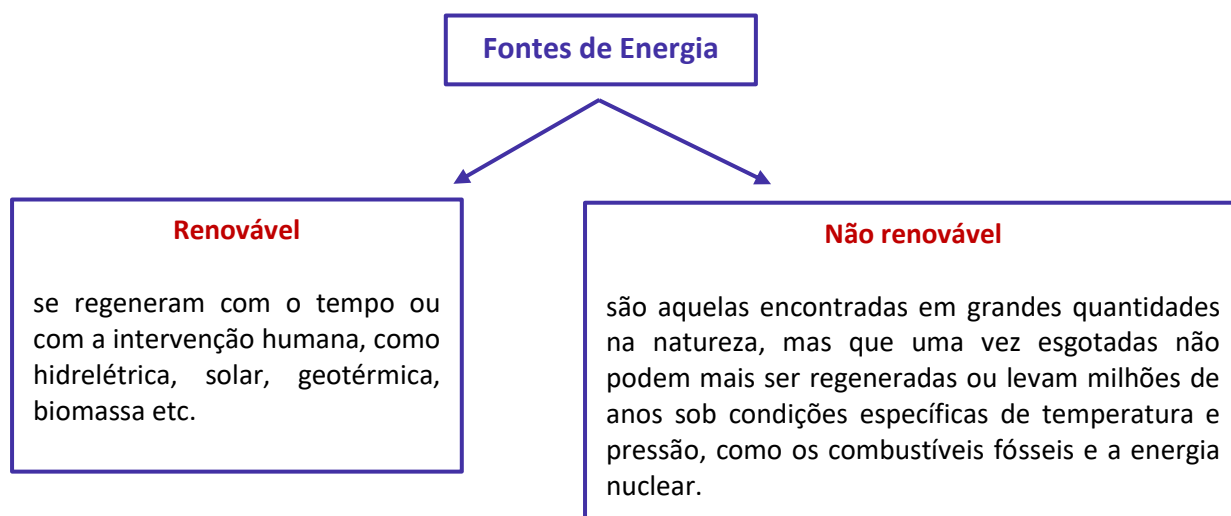 Fontes de Energia
Renovável
se regeneram com o tempo ou
com a intervenção humana, como
hidrelétrica, solar, geotérmica,
biomassa etc.
Não renovável
são aquelas encontradas em grandes quantidades
na natureza, mas que uma vez esgotadas não
podem mais ser regeneradas ou levam milhões de
anos sob condições específicas de temperatura e
pressão, como os combustíveis fósseis e a energia
nuclear.